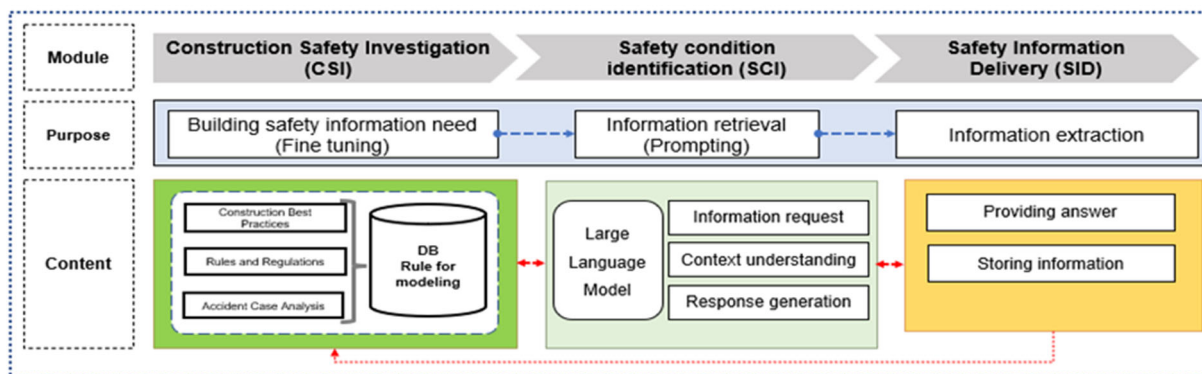 Module
Construction Safety Investigation
(CSI)
Safety condition
identification (SCI)
Safety Information
Delivery (SID)
Purpose
Building safety information need
(Fine tuning)
Information retrieval
(Prompting)
Information extraction
Content
Construction Best
Practices
Rules and Regulations
Accident Case Analysis
DB
Rule for
modeling
Large
Language
Model
Information request
Context understanding
Response generation
Providing answer
Storing information